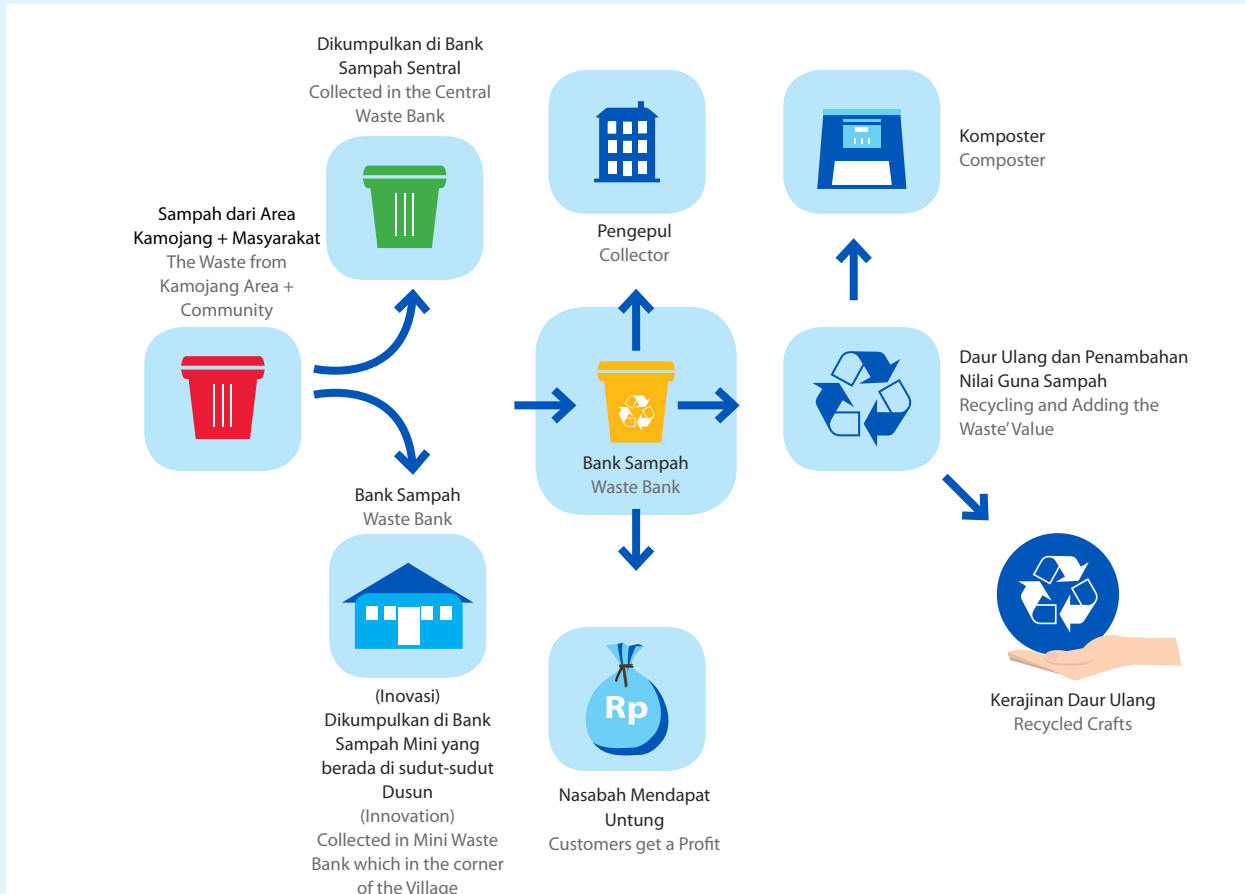 Dikumpulkan di Bank
Sampah Sentral
Collected in the Central
Waste Bank
Sampah dari Area
Kamojang + Masyarakat
The Waste from
Kamojang Area +
Community
Pengepul
Collector
Komposter
Composter
Daur Ulang dan Penambahan
Nilai Guna Sampah
Recycling and Adding the
Waste' Value
Bank Sampah
Waste Bank
Bank Sampah
Waste Bank
(Inovasi)
Dikumpulkan di Bank
Sampah Mini yang
berada di sudut-sudut
Dusun
(Innovation)
Collected in Mini Waste
Bank which in the corner
of the Village
Rp
Nasabah Mendapat
Untung
Customers get a Profit
Kerajinan Daur Ulang
Recycled Crafts